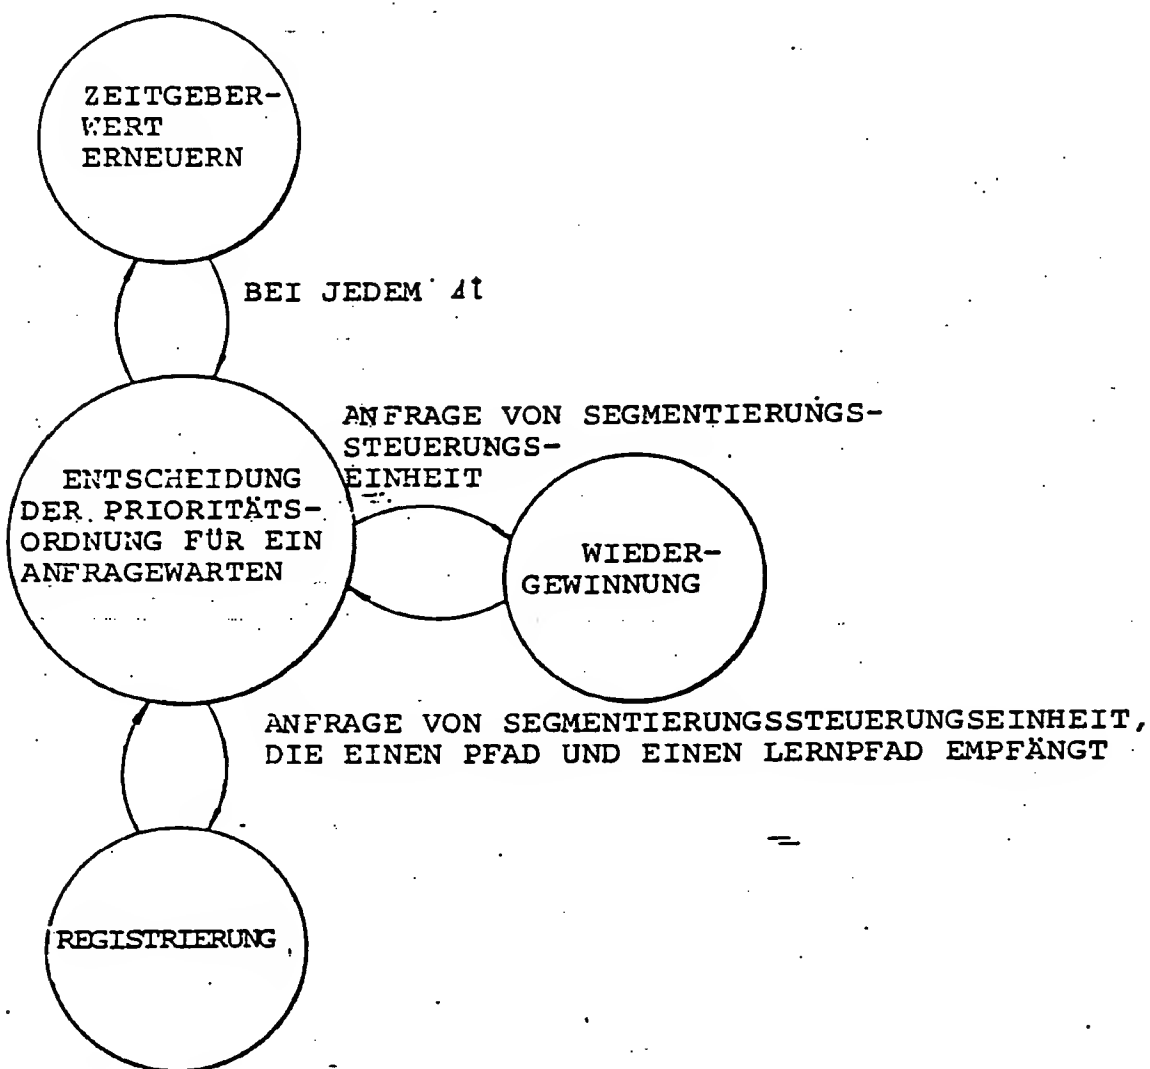 ZEITGEBER-
WERT
ERNEUERN
BEI JEDEM Δt
ANFRAGE VON SEGMENTIERUNGS-
STEUERUNGS-
EINHEIT
ENTSCHEIDUNG
DER PRIORITÄTS-
ORDNUNG FÜR EIN
ANFRAGEWARTEN
WIEDER-
GEWINNUNG
ANFRAGE VON SEGMENTIERUNGSSTEUERUNGSEINHEIT,
DIE EINEN PFAD UND EINEN LERNPFAD EMPFÄNGT
REGISTRIERUNG